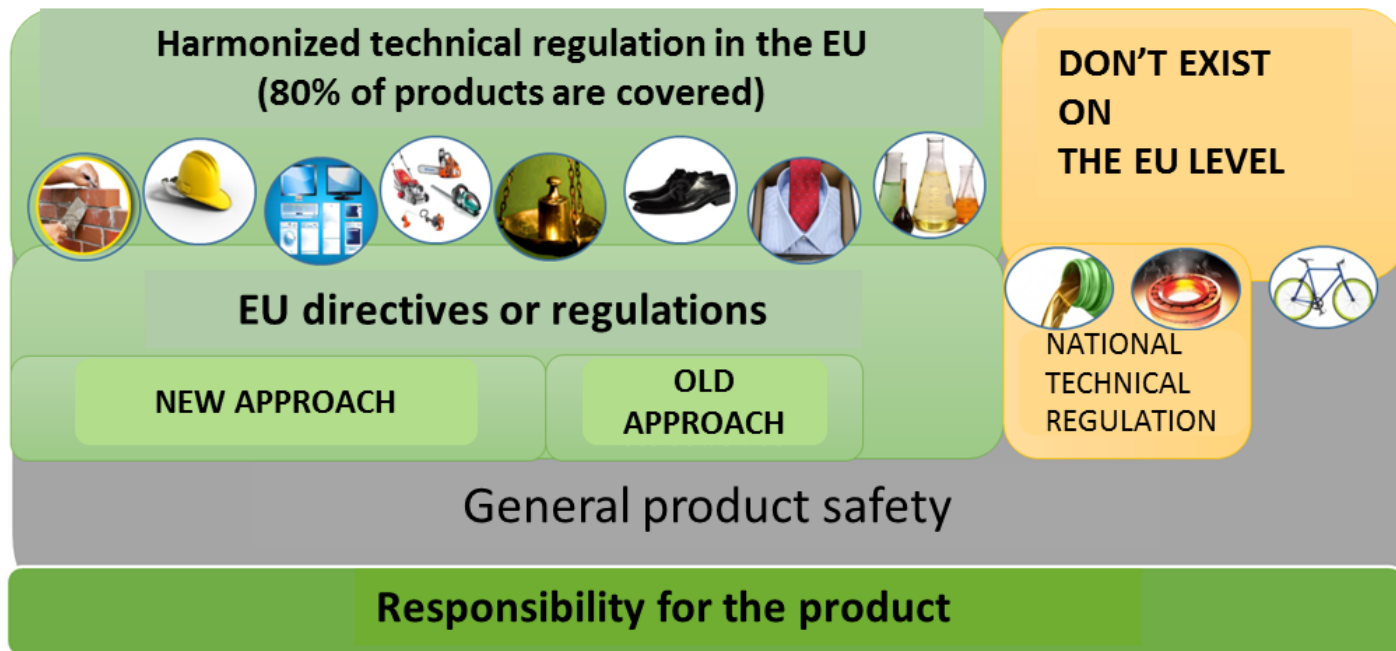 Harmonized technical regulation in the EU
(80% of products are covered)
DON’T EXIST
ON
THE EU LEVEL
EU directives or regulations
NEW APPROACH
OLD
APPROACH
NATIONAL
TECHNICAL
REGULATION
General product safety
Responsibility for the product